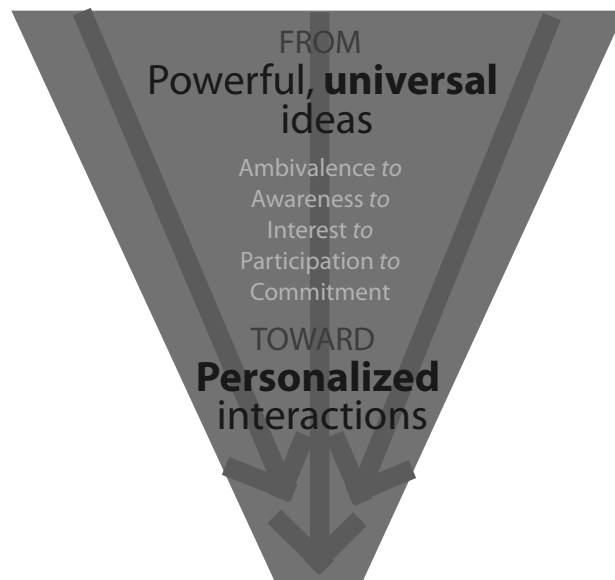 FROM
Powerful, universal
ideas
Ambivalence to
Awareness to
Interest to
Participation to
Commitment
TOWARD
Personalized
interactions